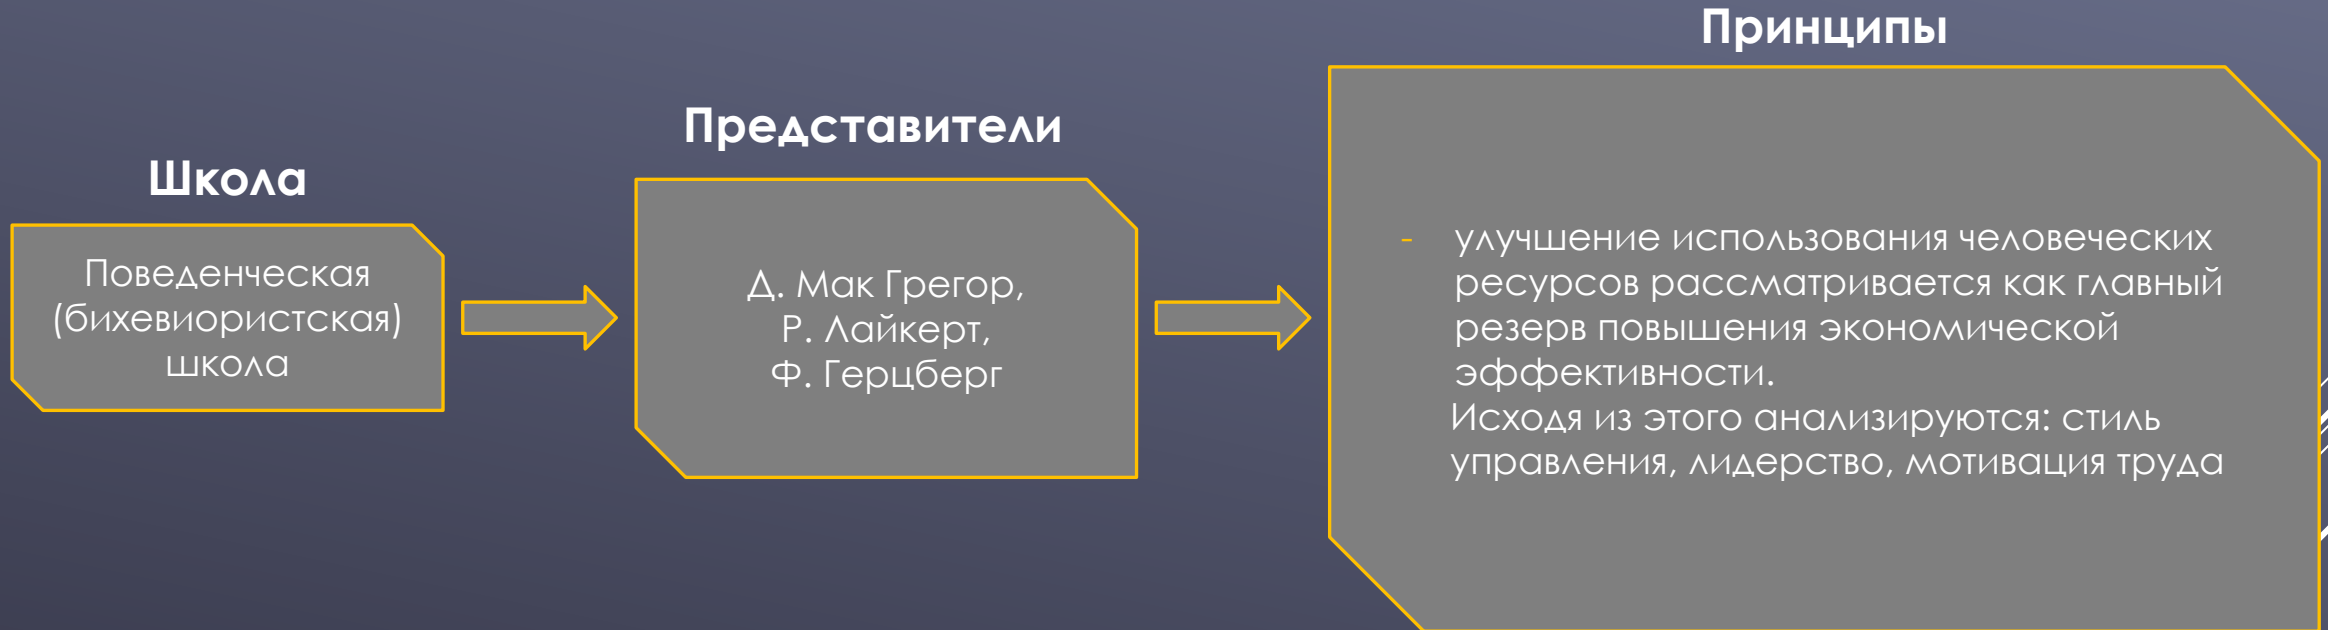 Школа
Поведенческая
(бихевиористская)
школа
Представители
Д. Мак Грегор,
Р. Лайкерт,
Ф. Герцберг
Принципы
- улучшение использования человеческих
ресурсов рассматривается как главный
резерв повышения экономической
эффективности.
Исходя из этого анализируются: стиль
управления, лидерство, мотивация труда